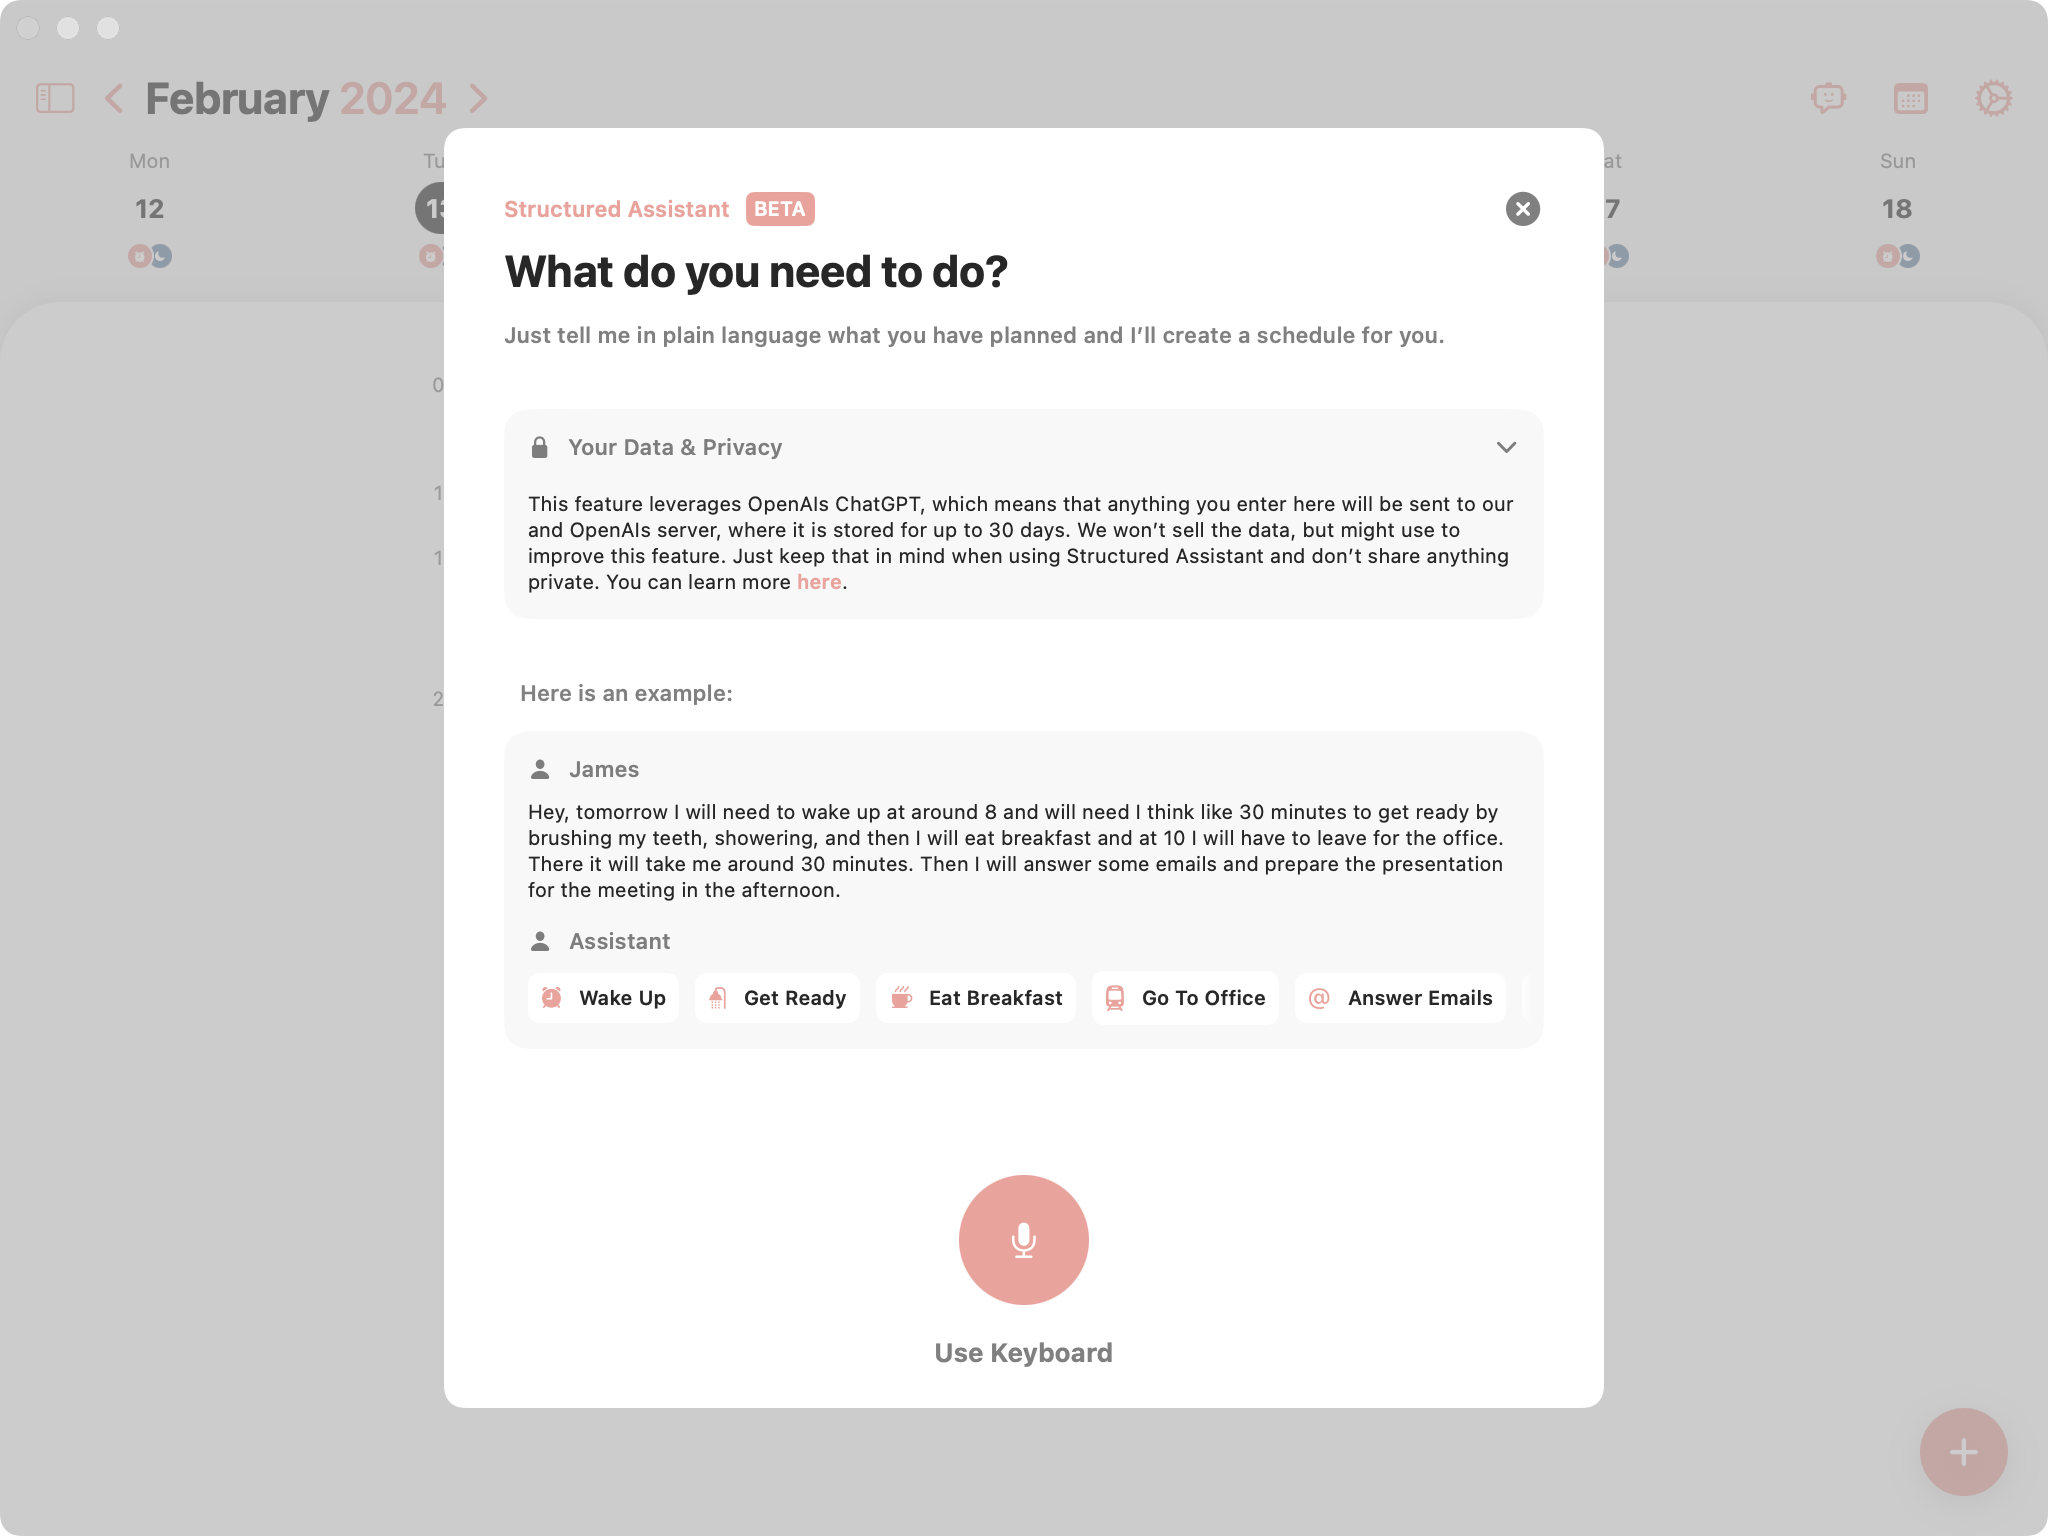 February 2024
Mon
Sun
12
18
Structured Assistant BETA
What do you need to do?
Just tell me in plain language what you have planned and I’ll create a schedule for you.
Your Data & Privacy
This feature leverages OpenAIs ChatGPT, which means that anything you enter here will be sent to our
and OpenAIs server, where it is stored for up to 30 days. We won’t sell the data, but might use to
improve this feature. Just keep that in mind when using Structured Assistant and don’t share anything
private. You can learn more here.
Here is an example:
James
Hey, tomorrow I will need to wake up at around 8 and will need I think like 30 minutes to get ready by
brushing my teeth, showering, and then I will eat breakfast and at 10 I will have to leave for the office.
There it will take me around 30 minutes. Then I will answer some emails and prepare the presentation
for the meeting in the afternoon.
Assistant
Wake Up
Get Ready
Eat Breakfast
Go To Office
Answer Emails
Use Keyboard